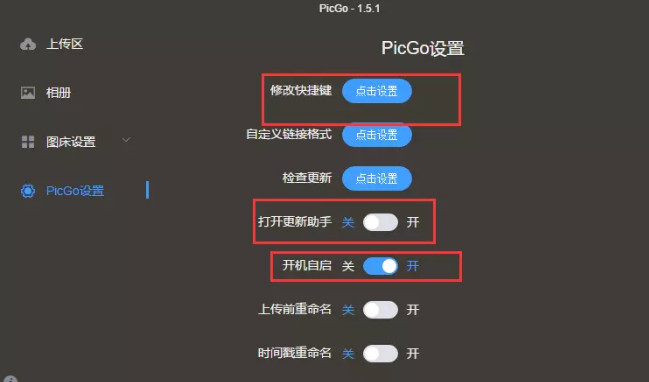 PicGo - 1.5.1
上传区
相册
图床设置
PicGo设置
PicGo设置
修改快捷键 点击设置
自定义链接格式 点击设置
检查更新 点击设置
打开更新助手 关 开
开机自启 关 开
上传前重命名 关 开
时间戳重命名 关 开